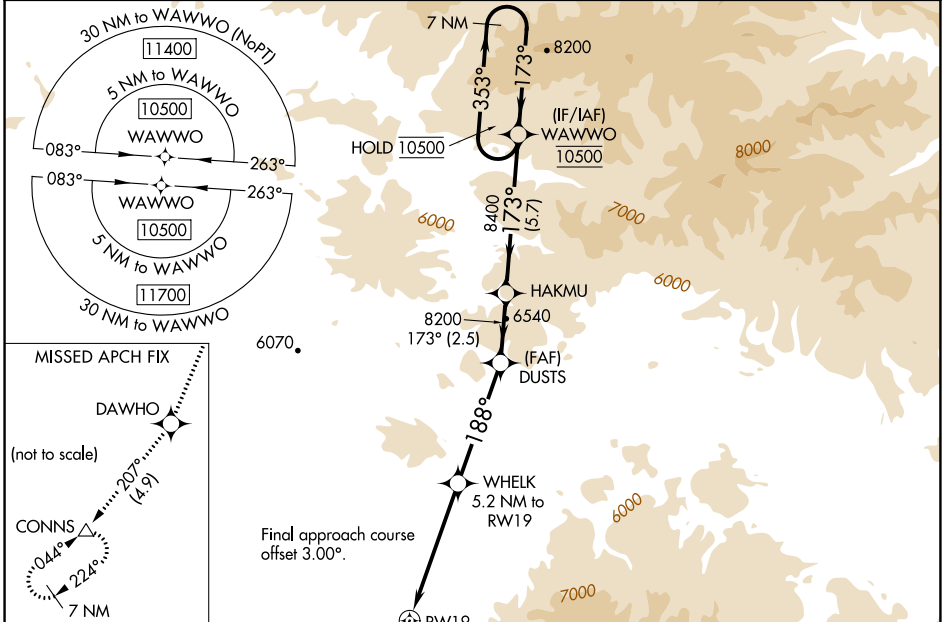 30 NM to WAWWO (NoPT)
11400
5 NM to WAWWO
10500
WAWWO
083°
263°
083°
263°
WAWWO
10500
5 NM to WAWWO
11700
30 NM to WAWWO
7 NM
8200
353°
173°
(IF/IAF)
WAWWO
10500
HOLD 10500
8000
6000
7000
8400
173°
(5.7)
6000
HAKMU
6540
8200
173° (2.5)
6070
(FAF)
DUSTS
188°
WHELK
5.2 NM to
RW19
6000
Final approach course
offset 3.00°.
7000
RW19
MISSED APCH FIX
DAWHO
(not to scale)
207°
(4.9)
CONNS
044°
224°
7 NM